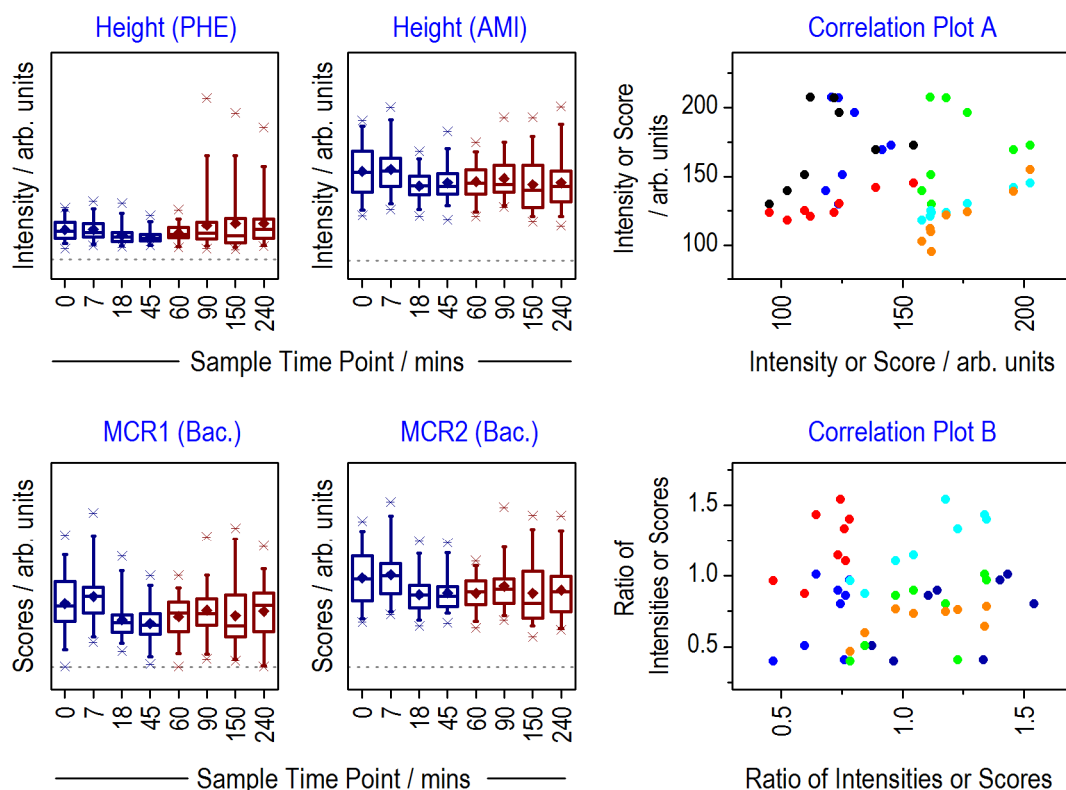 Height (PHE)
Intensity / arb. units
0 7 18 45 60 90 150 240
Height (AMI)
Intensity / arb. units
0 7 18 45 60 90 150 240
Sample Time Point / mins
Correlation Plot A
Intensity or Score
/ arb. units
200
150
100
100 150 200
Intensity or Score / arb. units
MCR1 (Bac.)
Scores / arb. units
0 7 18 45 60 90 150 240
MCR2 (Bac.)
Scores / arb. units
0 7 18 45 60 90 150 240
Sample Time Point / mins
Correlation Plot B
Ratio of
Intensities or Scores
1.5
1.0
0.5
0.5 1.0 1.5
Ratio of Intensities or Scores